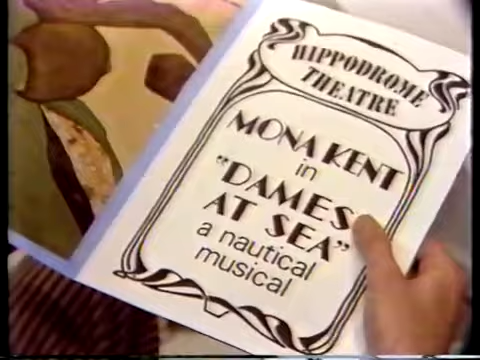 HIPPODROME
THEATRE
MONA KENT
in
"DAMES
AT SEA"
a nautical
musical